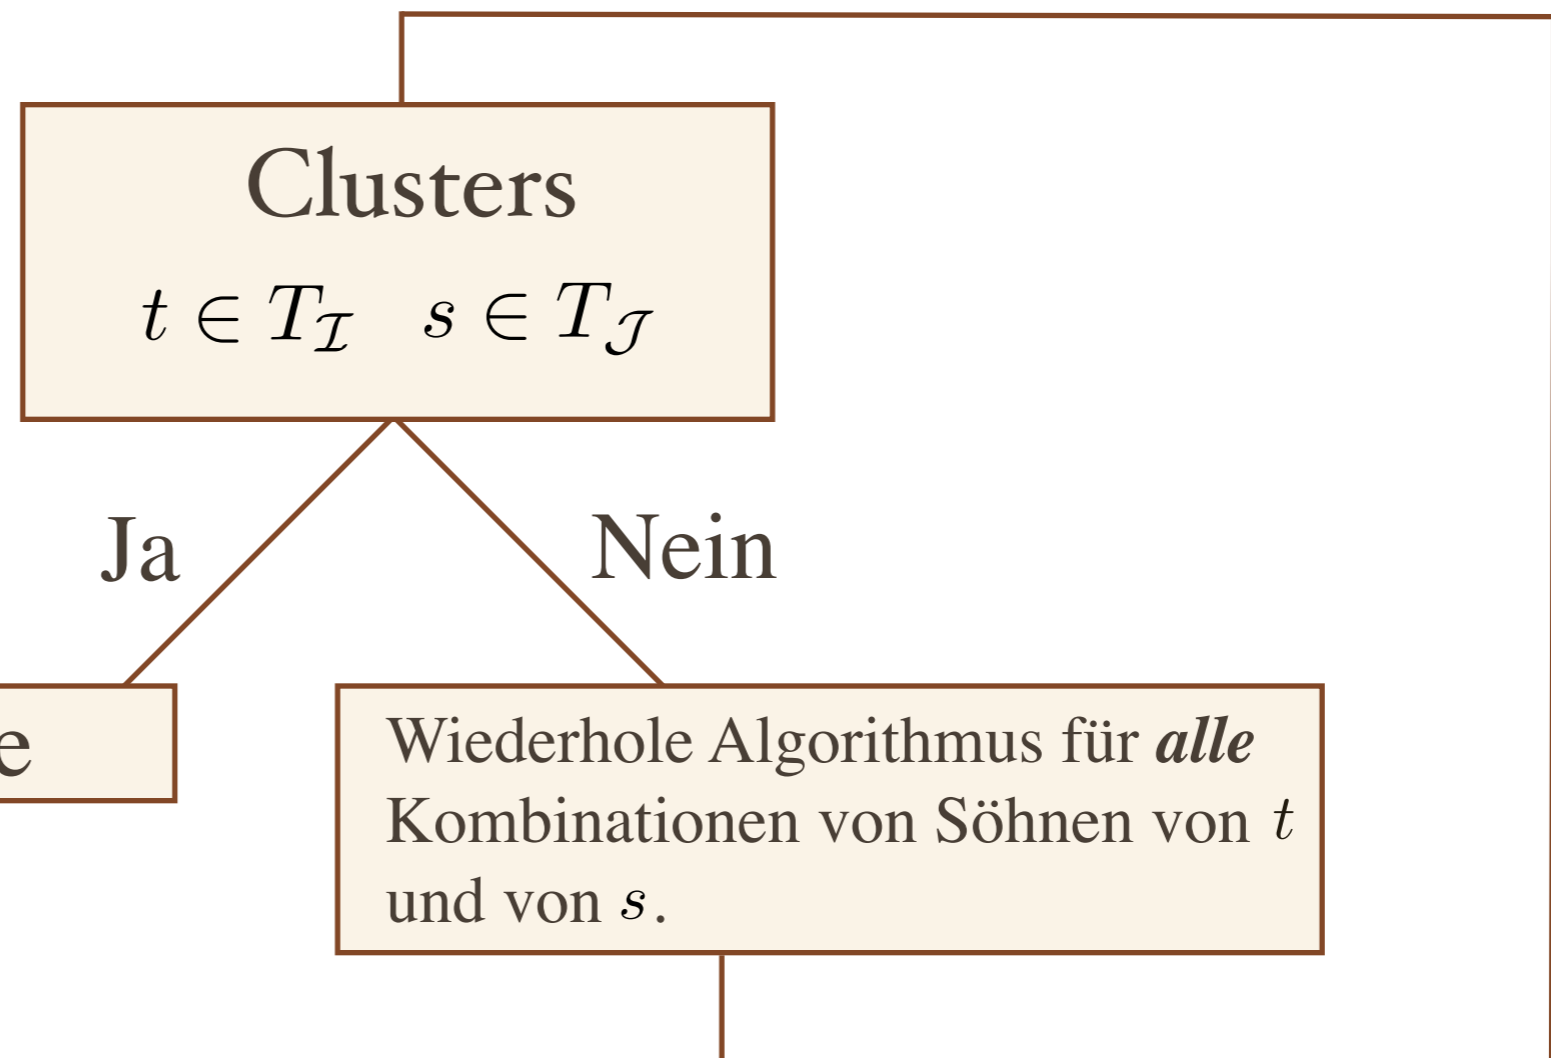 Clusters
t ∈ T_𝓘 s ∈ T_𝓙
Ja
Nein
Wiederhole Algorithmus für alle
Kombinationen von Söhnen von t
und von s.